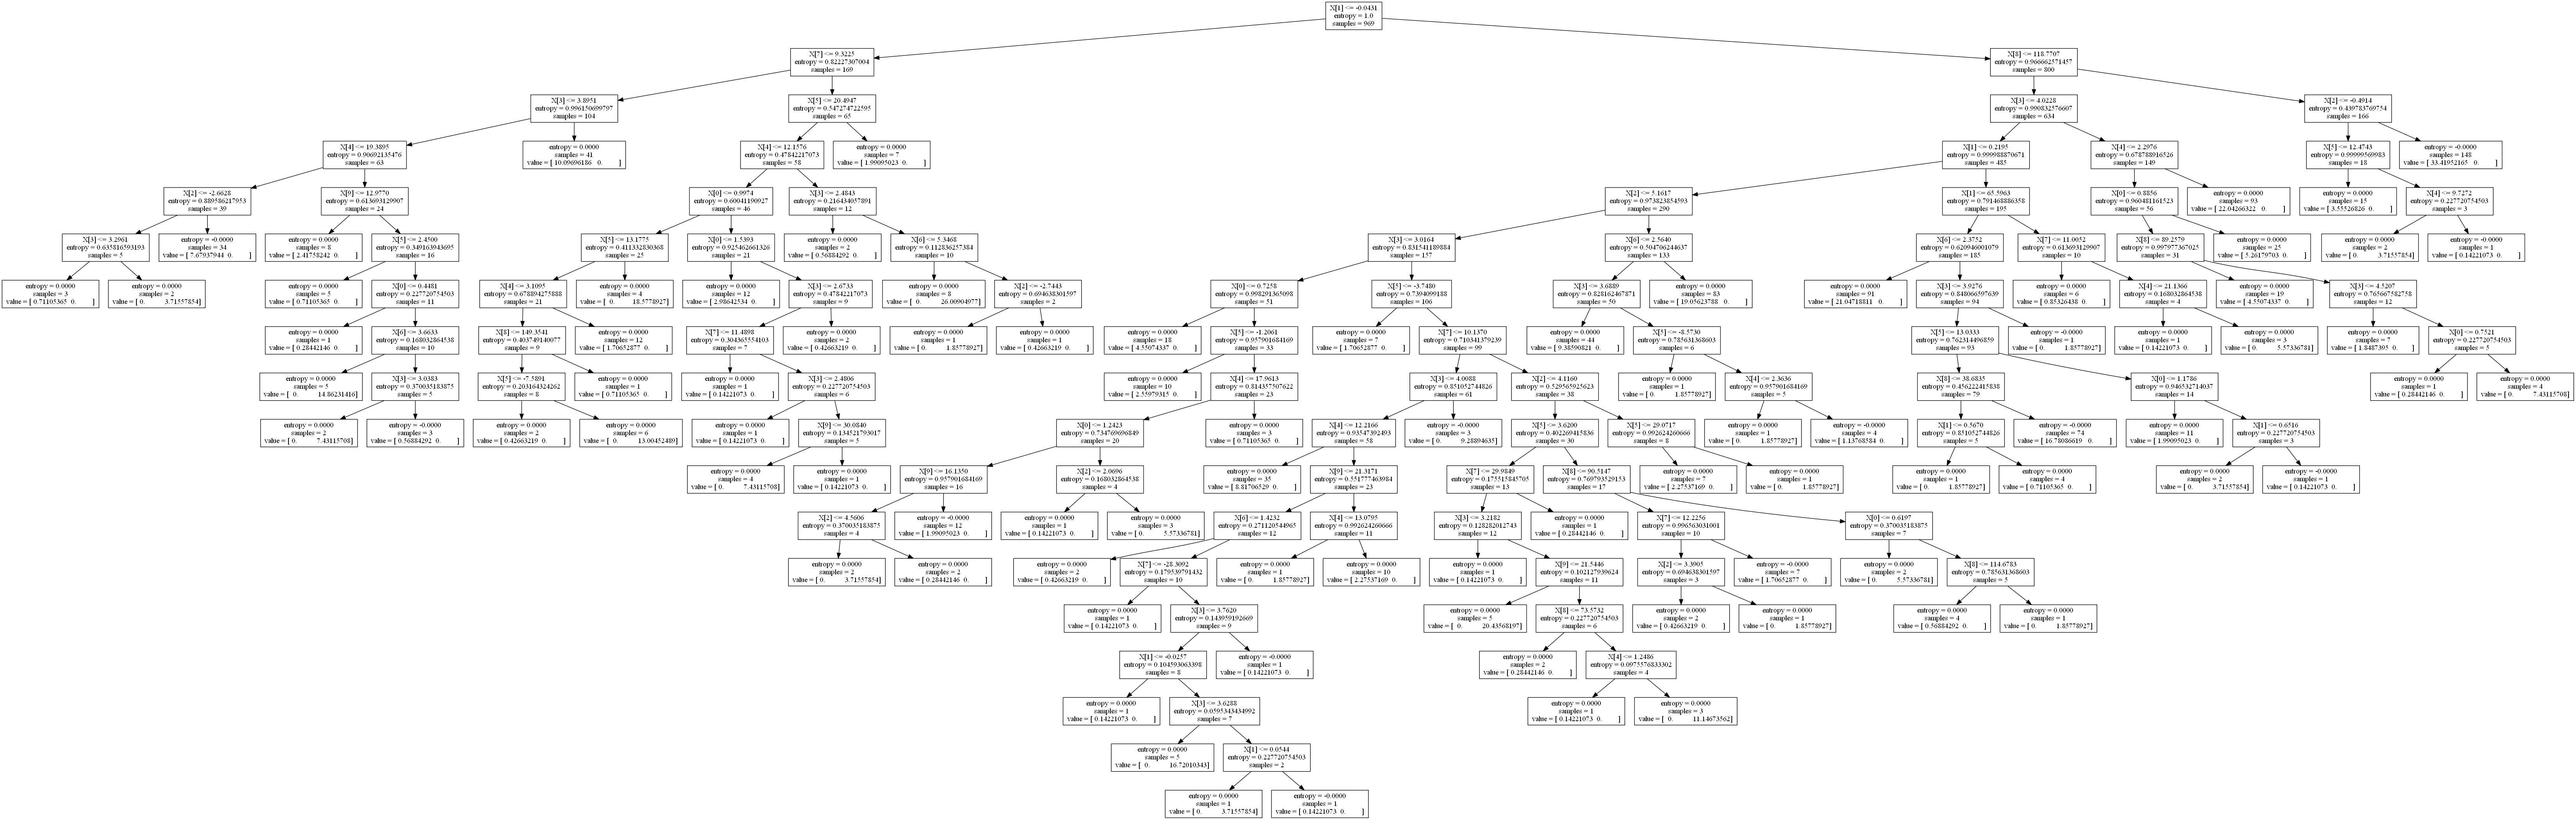 X[1] <= -0.0431
entropy = 1.0
samples = 969
X[7] <= 9.3225
entropy = 0.82227307004
samples = 169
X[8] <= 118.7707
entropy = 0.966662571457
samples = 800
X[3] <= 3.8951
entropy = 0.996150699797
samples = 104
X[5] <= 20.4947
entropy = 0.547274722595
samples = 65
X[3] <= 4.0228
entropy = 0.990832576607
samples = 634
X[2] <= -0.4914
entropy = 0.439783769754
samples = 166
X[4] <= 19.3895
entropy = 0.90692135476
samples = 63
entropy = 0.0000
samples = 41
value = [ 10.09696186 0. ]
X[4] <= 12.1576
entropy = 0.47842217073
samples = 58
entropy = 0.0000
samples = 7
value = [ 1.99095023 0. ]
X[1] <= 0.2195
entropy = 0.999988870671
samples = 485
X[4] <= 2.2976
entropy = 0.678788916526
samples = 149
X[5] <= 12.4743
entropy = 0.99999569983
samples = 18
entropy = -0.0000
samples = 148
value = [ 33.41952165 0. ]
X[2] <= -2.6628
entropy = 0.889586217953
samples = 39
X[9] <= 12.9770
entropy = 0.613693129907
samples = 24
X[0] <= 0.9974
entropy = 0.60041190927
samples = 46
X[3] <= 2.4843
entropy = 0.216434057891
samples = 12
X[2] <= 5.1617
entropy = 0.973823854593
samples = 290
X[1] <= 65.5963
entropy = 0.791468886358
samples = 195
X[0] <= 0.8856
entropy = 0.960481161523
samples = 56
entropy = 0.0000
samples = 93
value = [ 22.04266322 0. ]
entropy = 0.0000
samples = 15
value = [ 3.55526826 0. ]
X[4] <= 9.7272
entropy = 0.227720754503
samples = 3
X[3] <= 3.2961
entropy = 0.635816593193
samples = 5
entropy = -0.0000
samples = 34
value = [ 7.67937944 0. ]
entropy = 0.0000
samples = 8
value = [ 2.41758242 0. ]
X[5] <= 2.4500
entropy = 0.349163943695
samples = 16
X[5] <= 13.1775
entropy = 0.411332830368
samples = 25
X[0] <= 1.5393
entropy = 0.925462661326
samples = 21
entropy = 0.0000
samples = 2
value = [ 0.56884292 0. ]
X[6] <= 5.3468
entropy = 0.112836257384
samples = 10
X[3] <= 3.0164
entropy = 0.831541189884
samples = 157
X[6] <= 2.5640
entropy = 0.504706244637
samples = 133
X[6] <= 2.3752
entropy = 0.620946001079
samples = 185
X[7] <= 11.0052
entropy = 0.613693129907
samples = 10
X[8] <= 89.2579
entropy = 0.997977367025
samples = 31
entropy = 0.0000
samples = 25
value = [ 5.26179703 0. ]
entropy = 0.0000
samples = 2
value = [ 0. 3.71557854]
entropy = -0.0000
samples = 1
value = [ 0.14221073 0. ]
entropy = 0.0000
samples = 3
value = [ 0.71105365 0. ]
entropy = 0.0000
samples = 2
value = [ 0. 3.71557854]
entropy = 0.0000
samples = 5
value = [ 0.71105365 0. ]
X[0] <= 0.4481
entropy = 0.227720754503
samples = 11
X[4] <= 3.1095
entropy = 0.678894275888
samples = 21
entropy = 0.0000
samples = 4
value = [ 0. 18.5778927]
entropy = 0.0000
samples = 12
value = [ 2.98642534 0. ]
X[3] <= 2.6733
entropy = 0.47842217073
samples = 9
entropy = 0.0000
samples = 8
value = [ 0. 26.00904977]
X[2] <= -2.7443
entropy = 0.694638301597
samples = 2
X[0] <= 0.7258
entropy = 0.998291365098
samples = 51
X[5] <= -3.7480
entropy = 0.7394099188
samples = 106
X[3] <= 3.6889
entropy = 0.828162467871
samples = 50
entropy = 0.0000
samples = 83
value = [ 19.05623788 0. ]
entropy = 0.0000
samples = 91
value = [ 21.04718811 0. ]
X[3] <= 3.9276
entropy = 0.848066597639
samples = 94
entropy = 0.0000
samples = 6
value = [ 0.85326438 0. ]
X[4] <= 21.1366
entropy = 0.168032864538
samples = 4
entropy = 0.0000
samples = 19
value = [ 4.55074337 0. ]
X[3] <= 4.5207
entropy = 0.765667582758
samples = 12
entropy = 0.0000
samples = 1
value = [ 0.28442146 0. ]
X[6] <= 3.6633
entropy = 0.168032864538
samples = 10
X[8] <= 149.3541
entropy = 0.403749140077
samples = 9
entropy = 0.0000
samples = 12
value = [ 1.70652877 0. ]
X[7] <= 11.4898
entropy = 0.304365554103
samples = 7
entropy = 0.0000
samples = 2
value = [ 0.42663219 0. ]
entropy = 0.0000
samples = 1
value = [ 0. 1.85778927]
entropy = 0.0000
samples = 1
value = [ 0.42663219 0. ]
entropy = 0.0000
samples = 18
value = [ 4.55074337 0. ]
X[5] <= -1.2061
entropy = 0.957901684169
samples = 33
entropy = 0.0000
samples = 7
value = [ 1.70652877 0. ]
X[7] <= 10.1370
entropy = 0.710341379239
samples = 99
entropy = 0.0000
samples = 44
value = [ 9.38590821 0. ]
X[5] <= -8.5730
entropy = 0.785631368603
samples = 6
X[5] <= 13.0333
entropy = 0.762314496859
samples = 93
entropy = -0.0000
samples = 1
value = [ 0. 1.85778927]
entropy = 0.0000
samples = 1
value = [ 0.14221073 0. ]
entropy = 0.0000
samples = 3
value = [ 0. 5.57336781]
entropy = 0.0000
samples = 7
value = [ 1.8487395 0. ]
X[0] <= 0.7521
entropy = 0.227720754503
samples = 5
entropy = 0.0000
samples = 5
value = [ 0. 14.86231416]
X[3] <= 3.0383
entropy = 0.370035183875
samples = 5
X[5] <= -7.5891
entropy = 0.203164324262
samples = 8
entropy = 0.0000
samples = 1
value = [ 0.71105365 0. ]
entropy = 0.0000
samples = 1
value = [ 0.14221073 0. ]
X[3] <= 2.4806
entropy = 0.227720754503
samples = 6
entropy = 0.0000
samples = 10
value = [ 2.55979315 0. ]
X[4] <= 17.9613
entropy = 0.814357507622
samples = 23
X[3] <= 4.0088
entropy = 0.851052744826
samples = 61
X[2] <= 4.1160
entropy = 0.529565925623
samples = 38
entropy = 0.0000
samples = 1
value = [ 0. 1.85778927]
X[4] <= 2.3636
entropy = 0.957901684169
samples = 5
X[8] <= 38.6835
entropy = 0.456222415838
samples = 79
X[0] <= 1.1786
entropy = 0.946532714037
samples = 14
entropy = 0.0000
samples = 1
value = [ 0.28442146 0. ]
entropy = 0.0000
samples = 4
value = [ 0. 7.43115708]
entropy = 0.0000
samples = 2
value = [ 0. 7.43115708]
entropy = -0.0000
samples = 3
value = [ 0.56884292 0. ]
entropy = 0.0000
samples = 2
value = [ 0.42663219 0. ]
entropy = 0.0000
samples = 6
value = [ 0. 13.00452489]
entropy = 0.0000
samples = 1
value = [ 0.14221073 0. ]
X[9] <= 30.0840
entropy = 0.134521793017
samples = 5
X[0] <= 1.2423
entropy = 0.734769696849
samples = 20
entropy = 0.0000
samples = 3
value = [ 0.71105365 0. ]
X[4] <= 12.2166
entropy = 0.93547392493
samples = 58
entropy = -0.0000
samples = 3
value = [ 0. 9.28894635]
X[5] <= 3.6200
entropy = 0.402269415836
samples = 30
X[5] <= 29.0717
entropy = 0.992624260666
samples = 8
entropy = 0.0000
samples = 1
value = [ 0. 1.85778927]
entropy = -0.0000
samples = 4
value = [ 1.13768584 0. ]
X[1] <= 0.5670
entropy = 0.851052744826
samples = 5
entropy = -0.0000
samples = 74
value = [ 16.78086619 0. ]
entropy = 0.0000
samples = 11
value = [ 1.99095023 0. ]
X[1] <= 0.6516
entropy = 0.227720754503
samples = 3
entropy = 0.0000
samples = 4
value = [ 0. 7.43115708]
entropy = 0.0000
samples = 1
value = [ 0.14221073 0. ]
X[9] <= 16.1350
entropy = 0.957901684169
samples = 16
X[2] <= 2.0696
entropy = 0.168032864538
samples = 4
entropy = 0.0000
samples = 35
value = [ 8.81706529 0. ]
X[9] <= 21.3171
entropy = 0.551777463984
samples = 23
X[7] <= 29.9849
entropy = 0.175515845705
samples = 13
X[8] <= 90.5147
entropy = 0.769793529153
samples = 17
entropy = 0.0000
samples = 7
value = [ 2.27537169 0. ]
entropy = 0.0000
samples = 1
value = [ 0. 1.85778927]
entropy = 0.0000
samples = 1
value = [ 0. 1.85778927]
entropy = 0.0000
samples = 4
value = [ 0.71105365 0. ]
entropy = 0.0000
samples = 2
value = [ 0. 3.71557854]
entropy = -0.0000
samples = 1
value = [ 0.14221073 0. ]
X[2] <= 4.5606
entropy = 0.370035183875
samples = 4
entropy = -0.0000
samples = 12
value = [ 1.99095023 0. ]
entropy = 0.0000
samples = 1
value = [ 0.14221073 0. ]
entropy = 0.0000
samples = 3
value = [ 0. 5.57336781]
X[6] <= 1.4232
entropy = 0.271120544965
samples = 12
X[4] <= 13.0795
entropy = 0.992624260666
samples = 11
X[3] <= 3.2182
entropy = 0.128282012743
samples = 12
entropy = 0.0000
samples = 1
value = [ 0.28442146 0. ]
X[7] <= 12.2256
entropy = 0.996563031001
samples = 10
X[0] <= 0.6197
entropy = 0.370035183875
samples = 7
entropy = 0.0000
samples = 2
value = [ 0. 3.71557854]
entropy = 0.0000
samples = 2
value = [ 0.28442146 0. ]
entropy = 0.0000
samples = 2
value = [ 0.42663219 0. ]
X[7] <= -28.3092
entropy = 0.179539791432
samples = 10
entropy = 0.0000
samples = 1
value = [ 0. 1.85778927]
entropy = 0.0000
samples = 10
value = [ 2.27537169 0. ]
entropy = 0.0000
samples = 1
value = [ 0.14221073 0. ]
X[9] <= 21.5446
entropy = 0.102127939624
samples = 11
X[2] <= 3.3905
entropy = 0.694638301597
samples = 3
entropy = -0.0000
samples = 7
value = [ 1.70652877 0. ]
entropy = 0.0000
samples = 2
value = [ 0. 5.57336781]
X[8] <= 114.6783
entropy = 0.785631368603
samples = 5
entropy = 0.0000
samples = 1
value = [ 0.14221073 0. ]
X[3] <= 3.7620
entropy = 0.143959192669
samples = 9
entropy = 0.0000
samples = 5
value = [ 0. 20.43568197]
X[8] <= 73.5732
entropy = 0.227720754503
samples = 6
entropy = 0.0000
samples = 2
value = [ 0.42663219 0. ]
entropy = 0.0000
samples = 1
value = [ 0. 1.85778927]
entropy = 0.0000
samples = 4
value = [ 0.56884292 0. ]
entropy = 0.0000
samples = 1
value = [ 0. 1.85778927]
X[1] <= -0.0257
entropy = 0.104593063398
samples = 8
entropy = -0.0000
samples = 1
value = [ 0.14221073 0. ]
entropy = 0.0000
samples = 2
value = [ 0.28442146 0. ]
X[4] <= 1.2486
entropy = 0.0975576833302
samples = 4
entropy = 0.0000
samples = 1
value = [ 0.14221073 0. ]
X[3] <= 3.6288
entropy = 0.0595343434992
samples = 7
entropy = 0.0000
samples = 1
value = [ 0.14221073 0. ]
entropy = 0.0000
samples = 3
value = [ 0. 11.14673562]
entropy = 0.0000
samples = 5
value = [ 0. 16.72010343]
X[1] <= 0.0544
entropy = 0.227720754503
samples = 2
entropy = 0.0000
samples = 1
value = [ 0. 3.71557854]
entropy = -0.0000
samples = 1
value = [ 0.14221073 0. ]